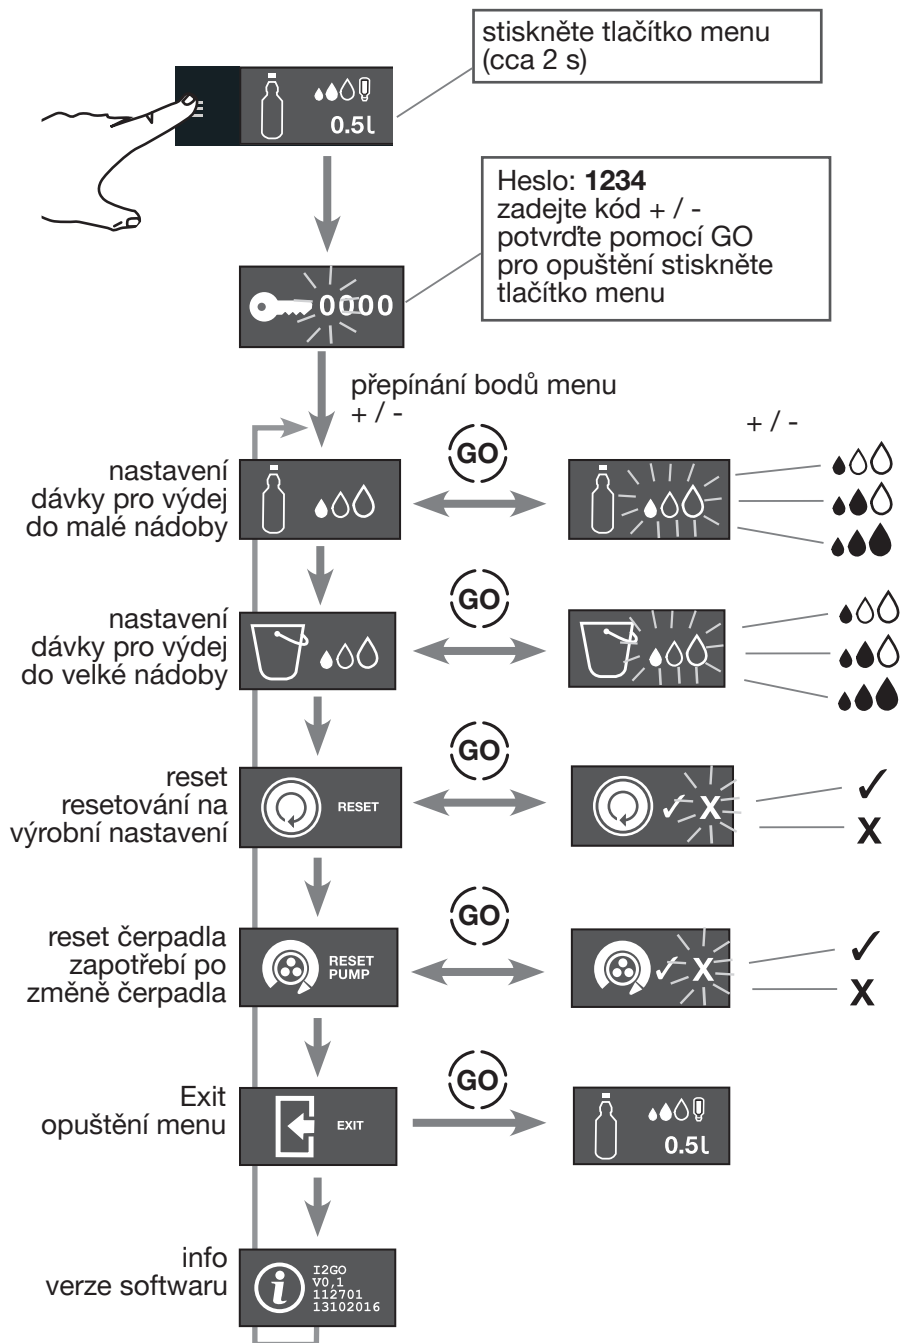 stiskněte tlačítko menu
(cca 2 s)
0.5l
Heslo: 1234
zadejte kód + / -
potvrďte pomocí GO
pro opuštění stiskněte
tlačítko menu
0000
přepínání bodů menu
+ / -
+ / -
GO
nastavení
dávky pro výdej
do malé nádoby
GO
nastavení
dávky pro výdej
do velké nádoby
GO
reset
resetování na
výrobní nastavení
RESET
✓ X
✓
X
GO
reset čerpadla
zapotřebí po
změně čerpadla
RESET
PUMP
✓ X
✓
X
GO
Exit
opuštění menu
EXIT
0.5l
info
verze softwaru
i
I2GO
V0,1
112701
13102016